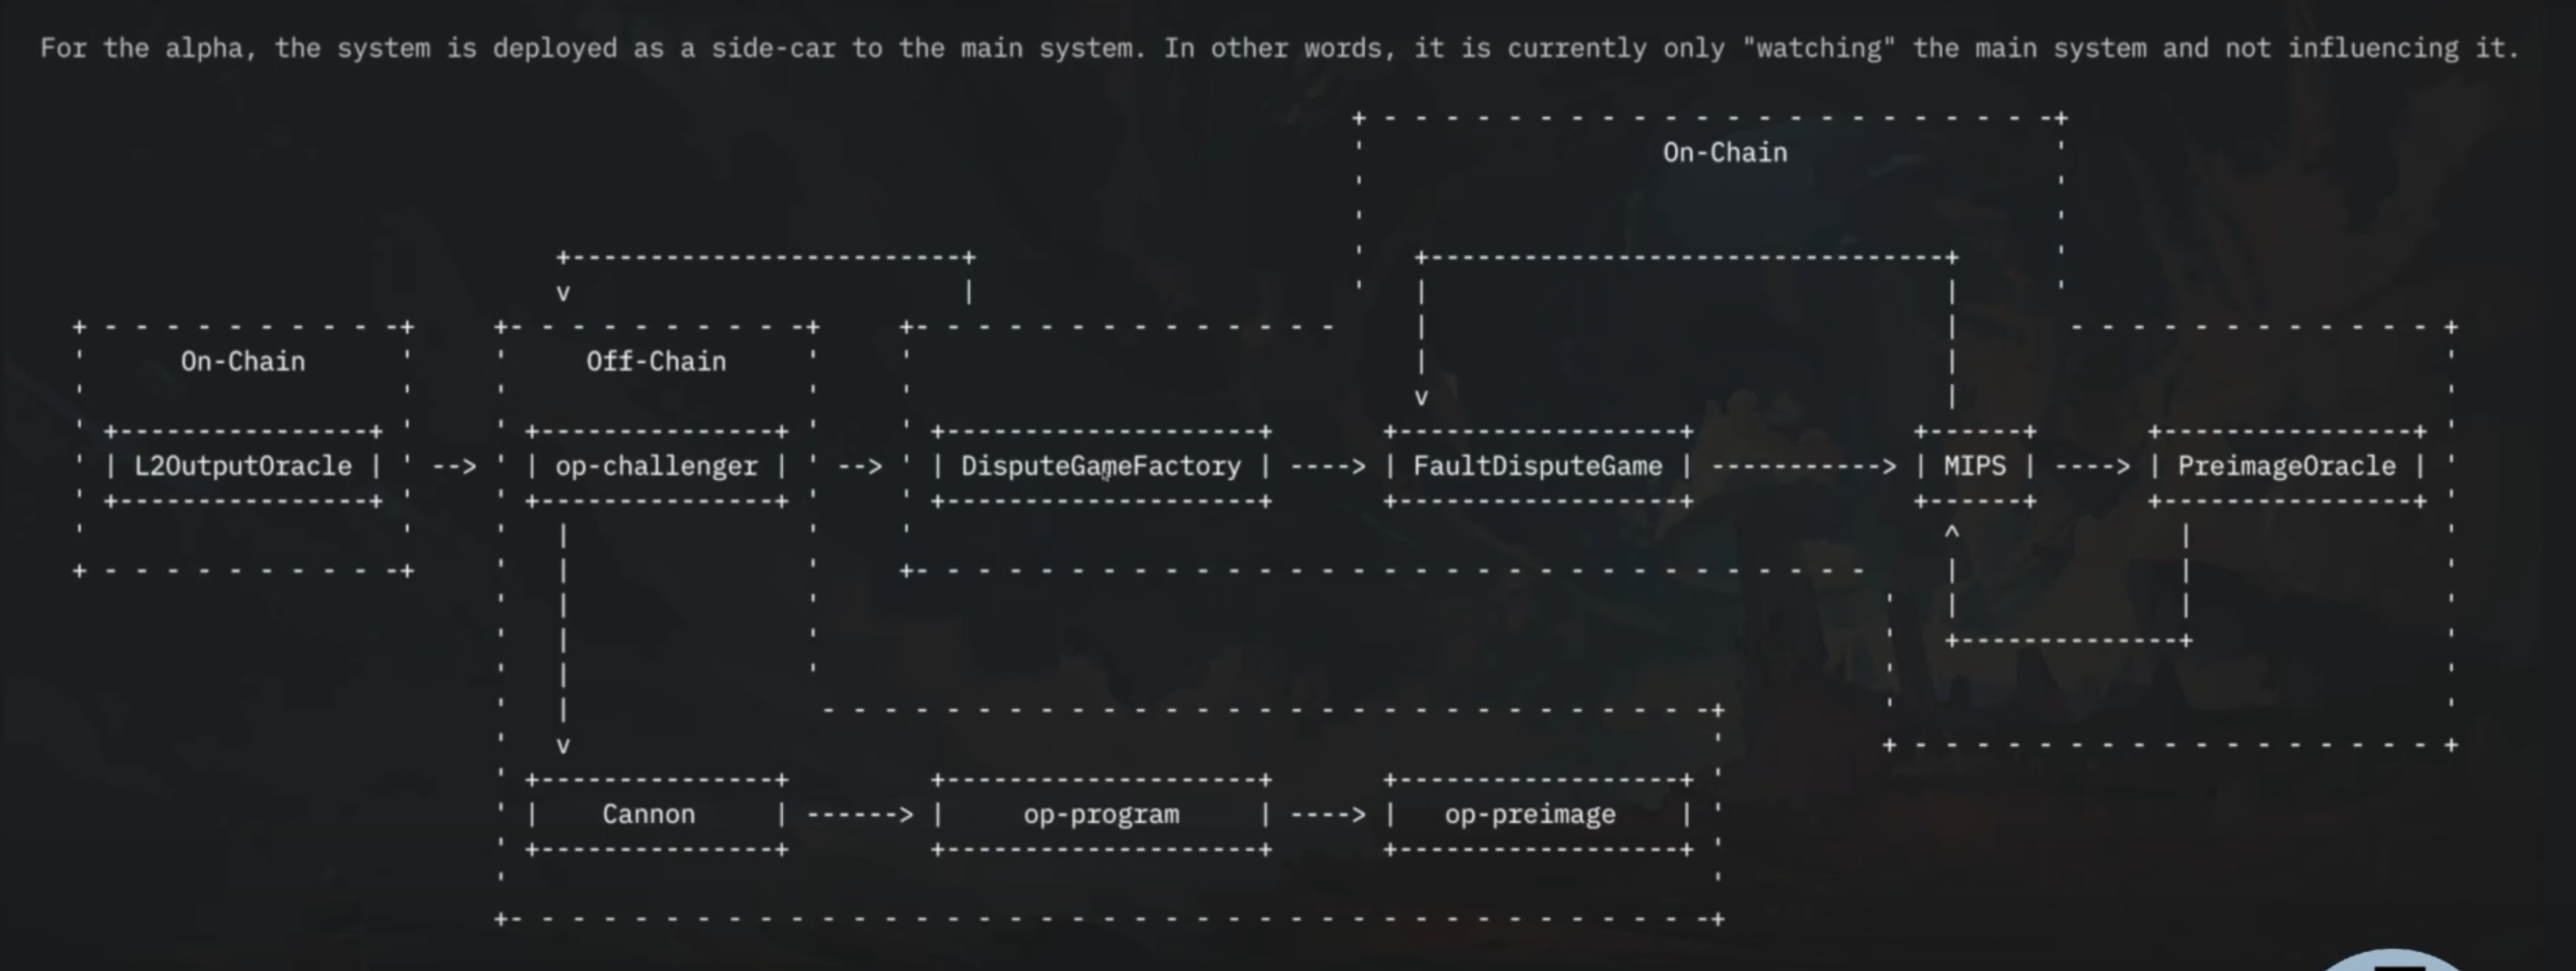 For the alpha, the system is deployed as a side-car to the main system. In other words, it is currently only "watching" the main system and not influencing it.
On-Chain
On-Chain
Off-Chain
L2OutputOracle
op-challenger
DisputeGameFactory
FaultDisputeGame
MIPS
PreimageOracle
Cannon
op-program
op-preimage